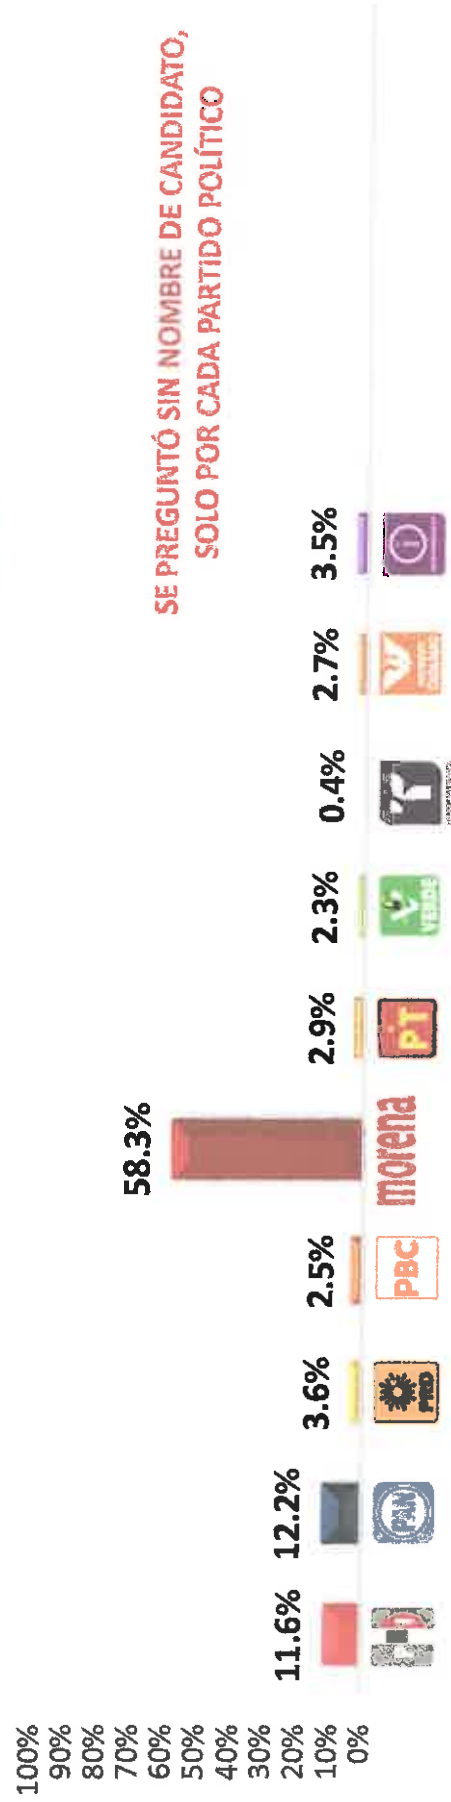 SE PREGUNTÓ SIN NOMBRE DE CANDIDATO,
SOLO POR CADA PARTIDO POLÍTICO
100%
90%
80%
70%
60%
50%
40%
30%
20%
10%
0%
11.6%
12.2%
3.6%
2.5%
58.3%
2.9%
2.3%
0.4%
2.7%
3.5%
PAN
PRD
PBC
morena
PT
VERDE